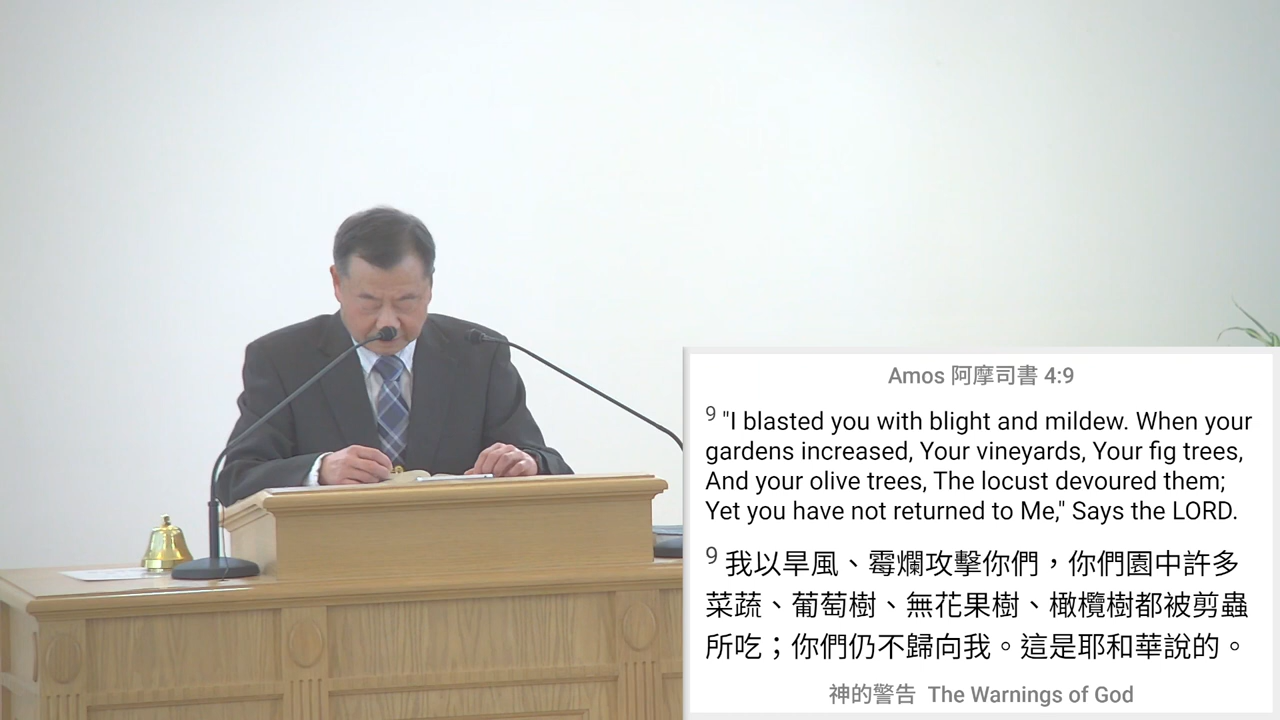 Amos 阿摩司書 4:9
9 "I blasted you with blight and mildew. When your
gardens increased, Your vineyards, Your fig trees,
And your olive trees, The locust devoured them;
Yet you have not returned to Me," Says the LORD.
9 我以旱風、霉爛攻擊你們，你們園中許多
菜蔬、葡萄樹、無花果樹、橄欖樹都被剪蟲
所吃；你們仍不歸向我。這是耶和華說的。
神的警告 The Warnings of God